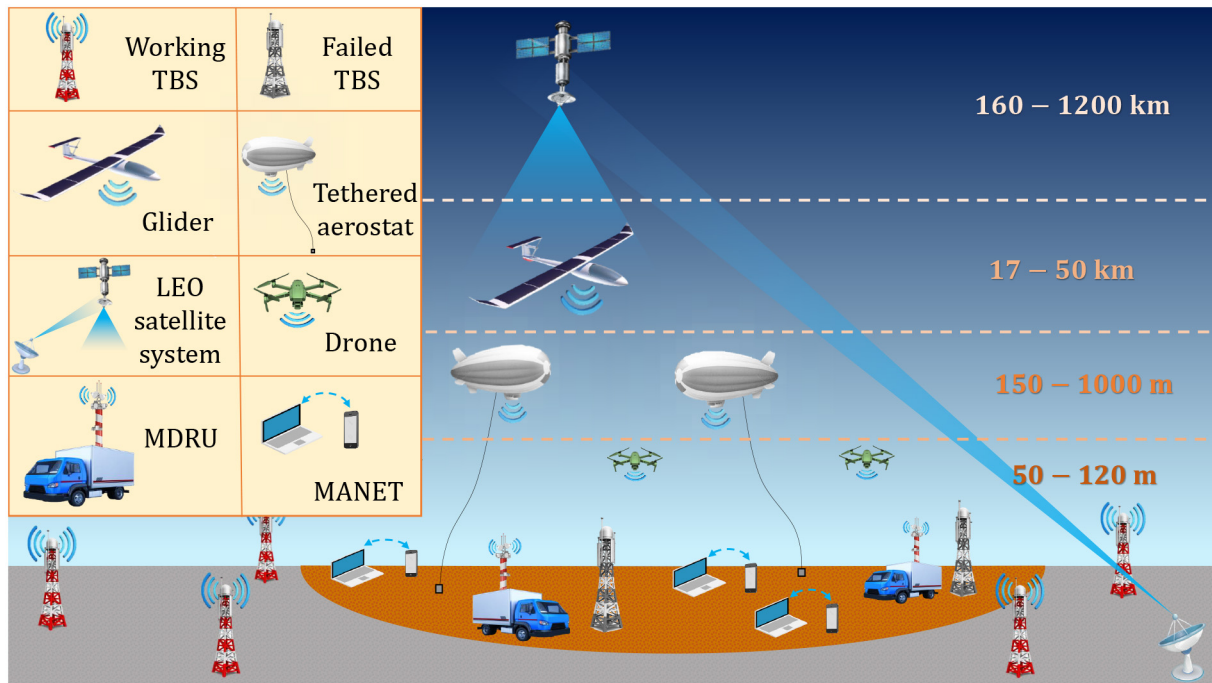 Working
TBS
Failed
TBS
Glider
Tethered
aerostat
LEO
satellite
system
Drone
MDRU
MANET
160 – 1200 km
17 – 50 km
150 – 1000 m
50 – 120 m